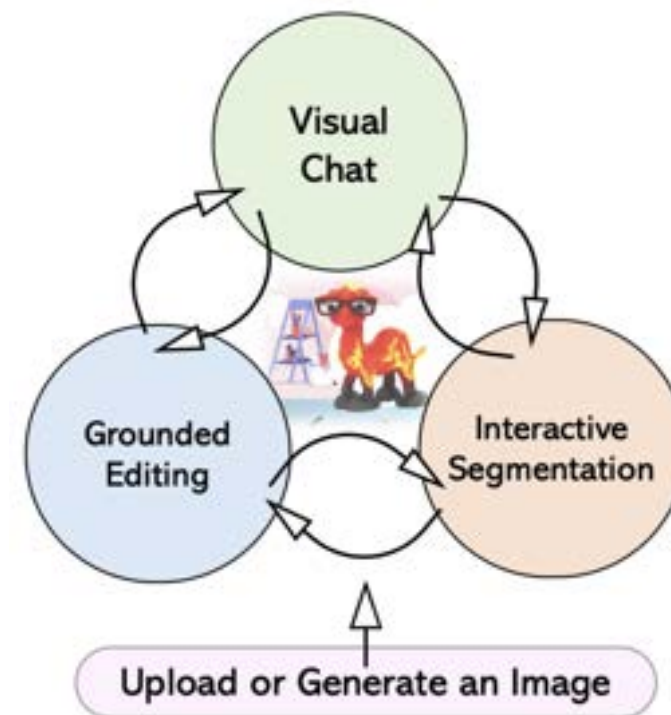 Visual
Chat
Grounded
Editing
Interactive
Segmentation
Upload or Generate an Image